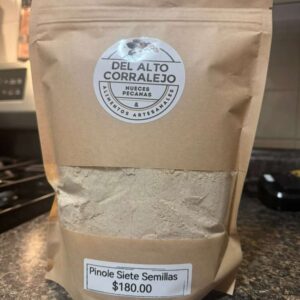 DEL ALTO
CORRALEJO
NUECES
PECANAS
&
ALIMENTOS ARTESANALES
Pinole Siete Semillas
$180.00